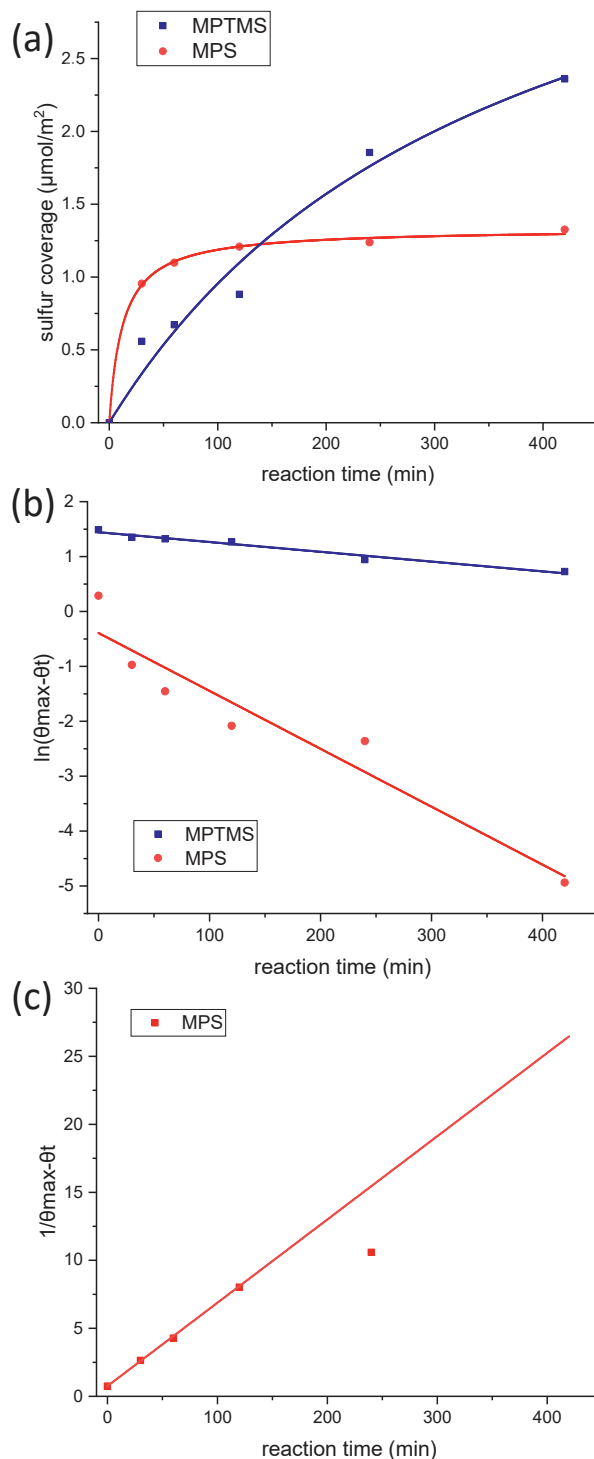 (a)
MPTMS
MPS
sulfur coverage (µmol/m²)
2.5
2.0
1.5
1.0
0.5
0.0
0 100 200 300 400
reaction time (min)
(b)
ln(θmax-θt)
2
1
0
-1
-2
-3
-4
-5
MPTMS
MPS
0 100 200 300 400
reaction time (min)
(c)
MPS
1/θmax-θt
30
25
20
15
10
5
0
0 100 200 300 400
reaction time (min)